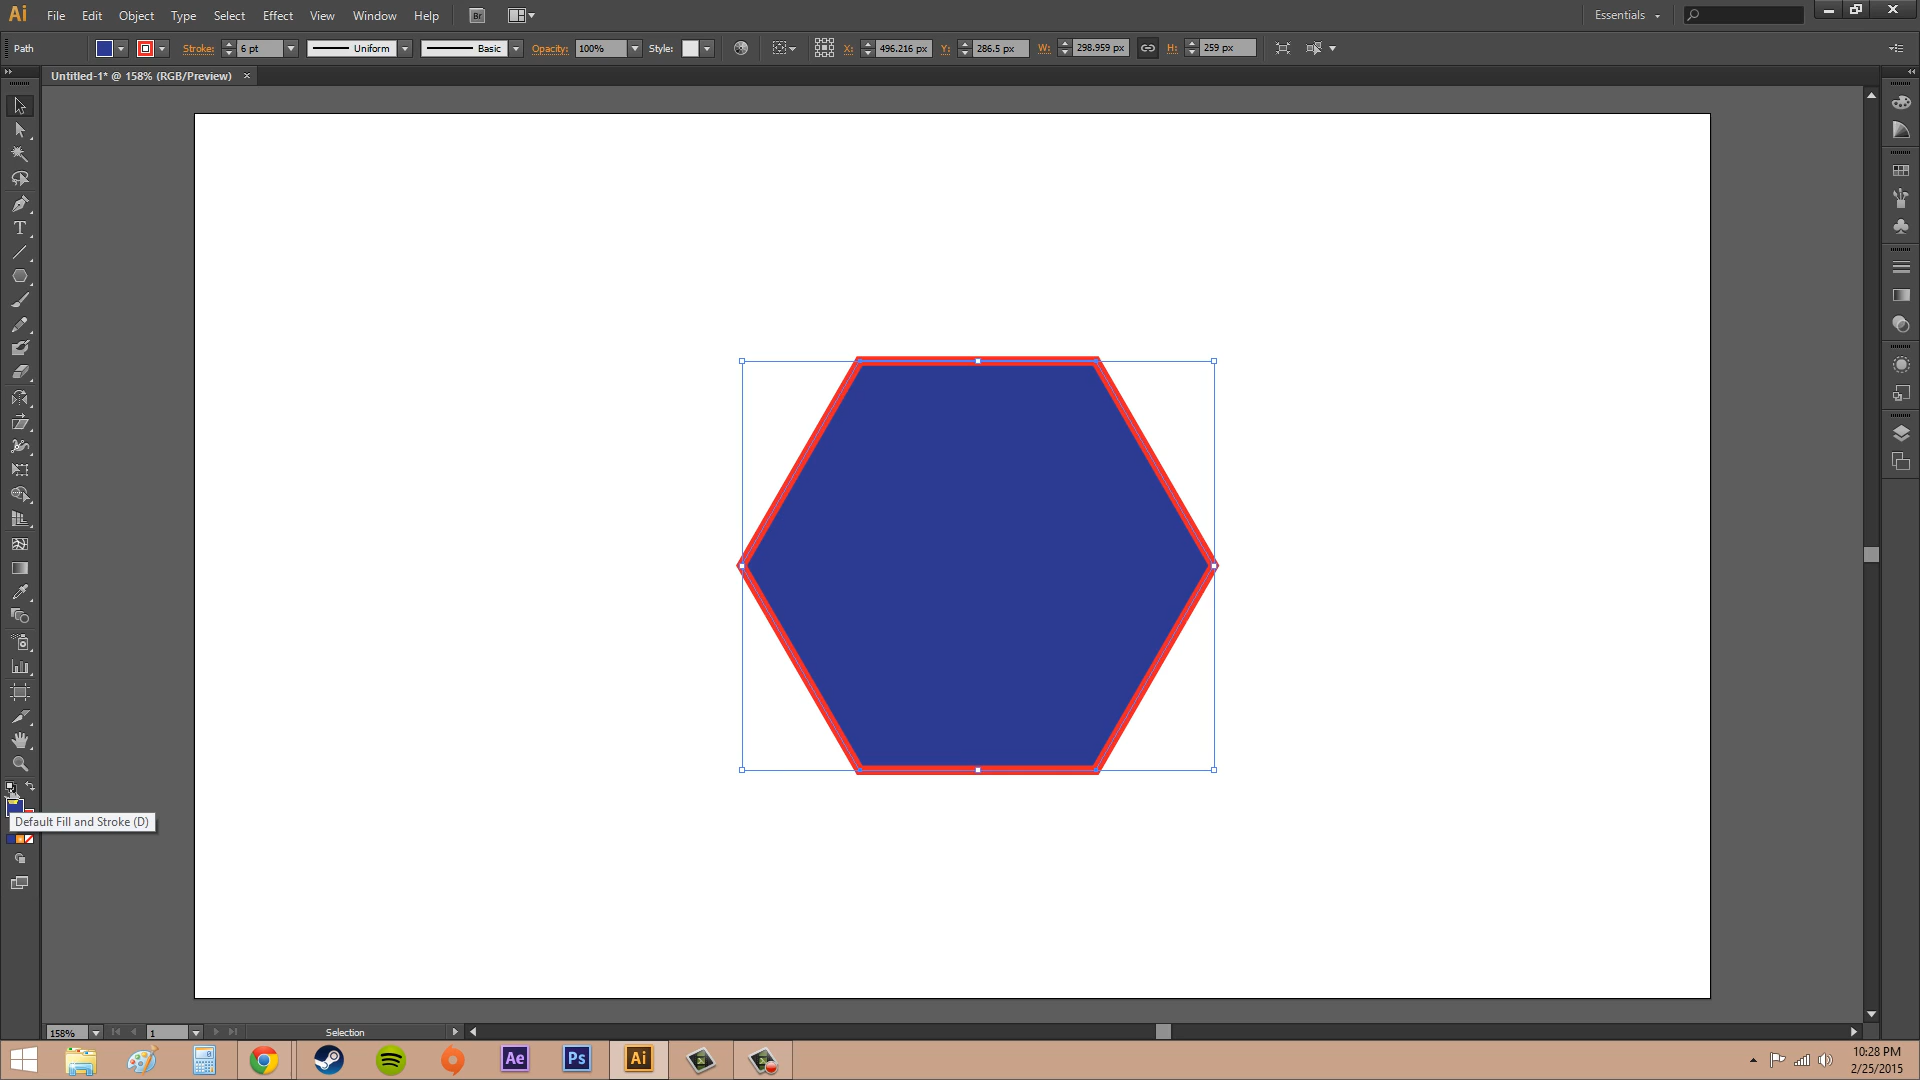 Ai File Edit Object Type Select Effect View Window Help Br Essentials
Path Stroke: 6 pt Uniform Basic Opacity: 100% Style: X: 496.216 px Y: 286.5 px W: 298.959 px H: 259 px
Untitled-1* @ 158% (RGB/Preview) ×
T
Default Fill and Stroke (D)
158% 1 Selection
Ae Ps Ai
10:28 PM
2/25/2015